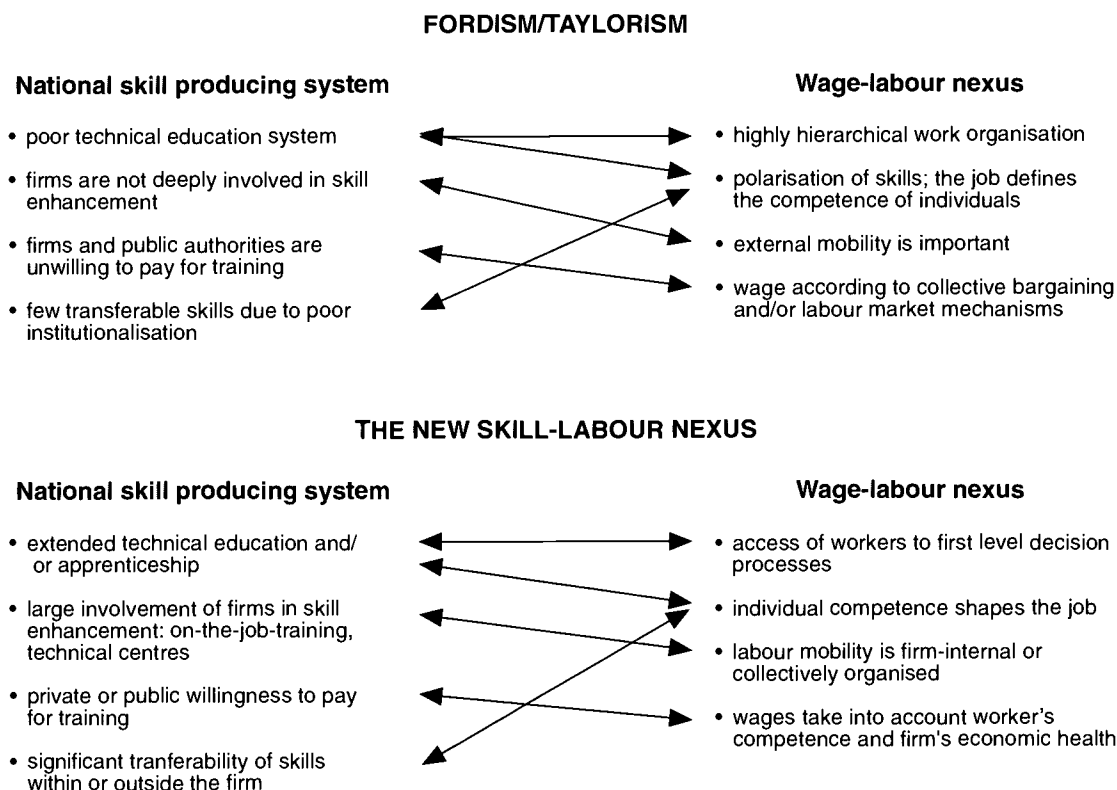 FORDISM/TAYLORISM
National skill producing system
• poor technical education system
• firms are not deeply involved in skill
enhancement
• firms and public authorities are
unwilling to pay for training
• few transferable skills due to poor
institutionalisation
Wage-labour nexus
• highly hierarchical work organisation
• polarisation of skills; the job defines
the competence of individuals
• external mobility is important
• wage according to collective bargaining
and/or labour market mechanisms
THE NEW SKILL-LABOUR NEXUS
National skill producing system
• extended technical education and/
or apprenticeship
• large involvement of firms in skill
enhancement: on-the-job-training,
technical centres
• private or public willingness to pay
for training
• significant tranferability of skills
within or outside the firm
Wage-labour nexus
• access of workers to first level decision
processes
• individual competence shapes the job
• labour mobility is firm-internal or
collectively organised
• wages take into account worker's
competence and firm's economic health